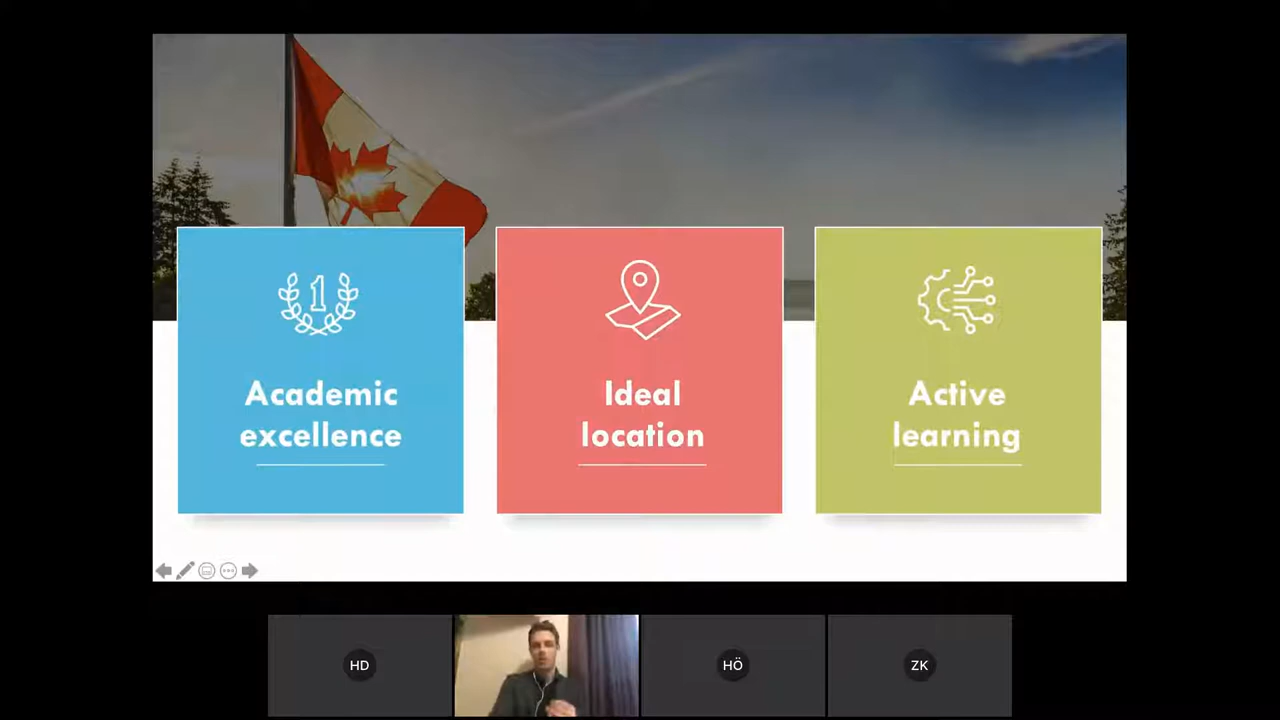 1
Academic
excellence
Ideal
location
Active
learning
HD
HÖ
ZK